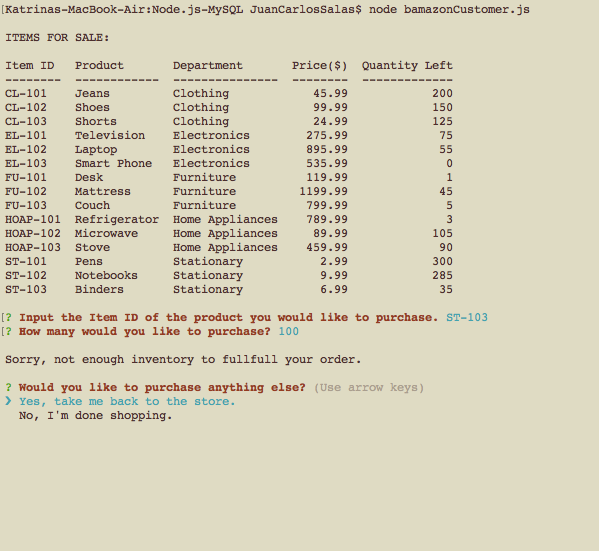 [Katrinas-MacBook-Air:Node.js-MySQL JuanCarlosSalas$ node bamazonCustomer.js
ITEMS FOR SALE:
Item ID  Product       Department       Price($)  Quantity Left
--------  ------------  ---------------  --------  -------------
CL-101    Jeans         Clothing            45.99            200
CL-102    Shoes         Clothing            99.99            150
CL-103    Shorts        Clothing            24.99            125
EL-101    Television    Electronics        275.99             75
EL-102    Laptop        Electronics        895.99             55
EL-103    Smart Phone   Electronics        535.99              0
FU-101    Desk          Furniture          119.99              1
FU-102    Mattress      Furniture         1199.99             45
FU-103    Couch         Furniture          799.99              5
HOAP-101  Refrigerator  Home Appliances    789.99              3
HOAP-102  Microwave     Home Appliances     89.99            105
HOAP-103  Stove         Home Appliances    459.99             90
ST-101    Pens          Stationary           2.99            300
ST-102    Notebooks     Stationary           9.99            285
ST-103    Binders       Stationary           6.99             35
[? Input the Item ID of the product you would like to purchase. ST-103
[? How many would you like to purchase? 100
Sorry, not enough inventory to fullfull your order.
? Would you like to purchase anything else? (Use arrow keys)
❯ Yes, take me back to the store.
No, I'm done shopping.